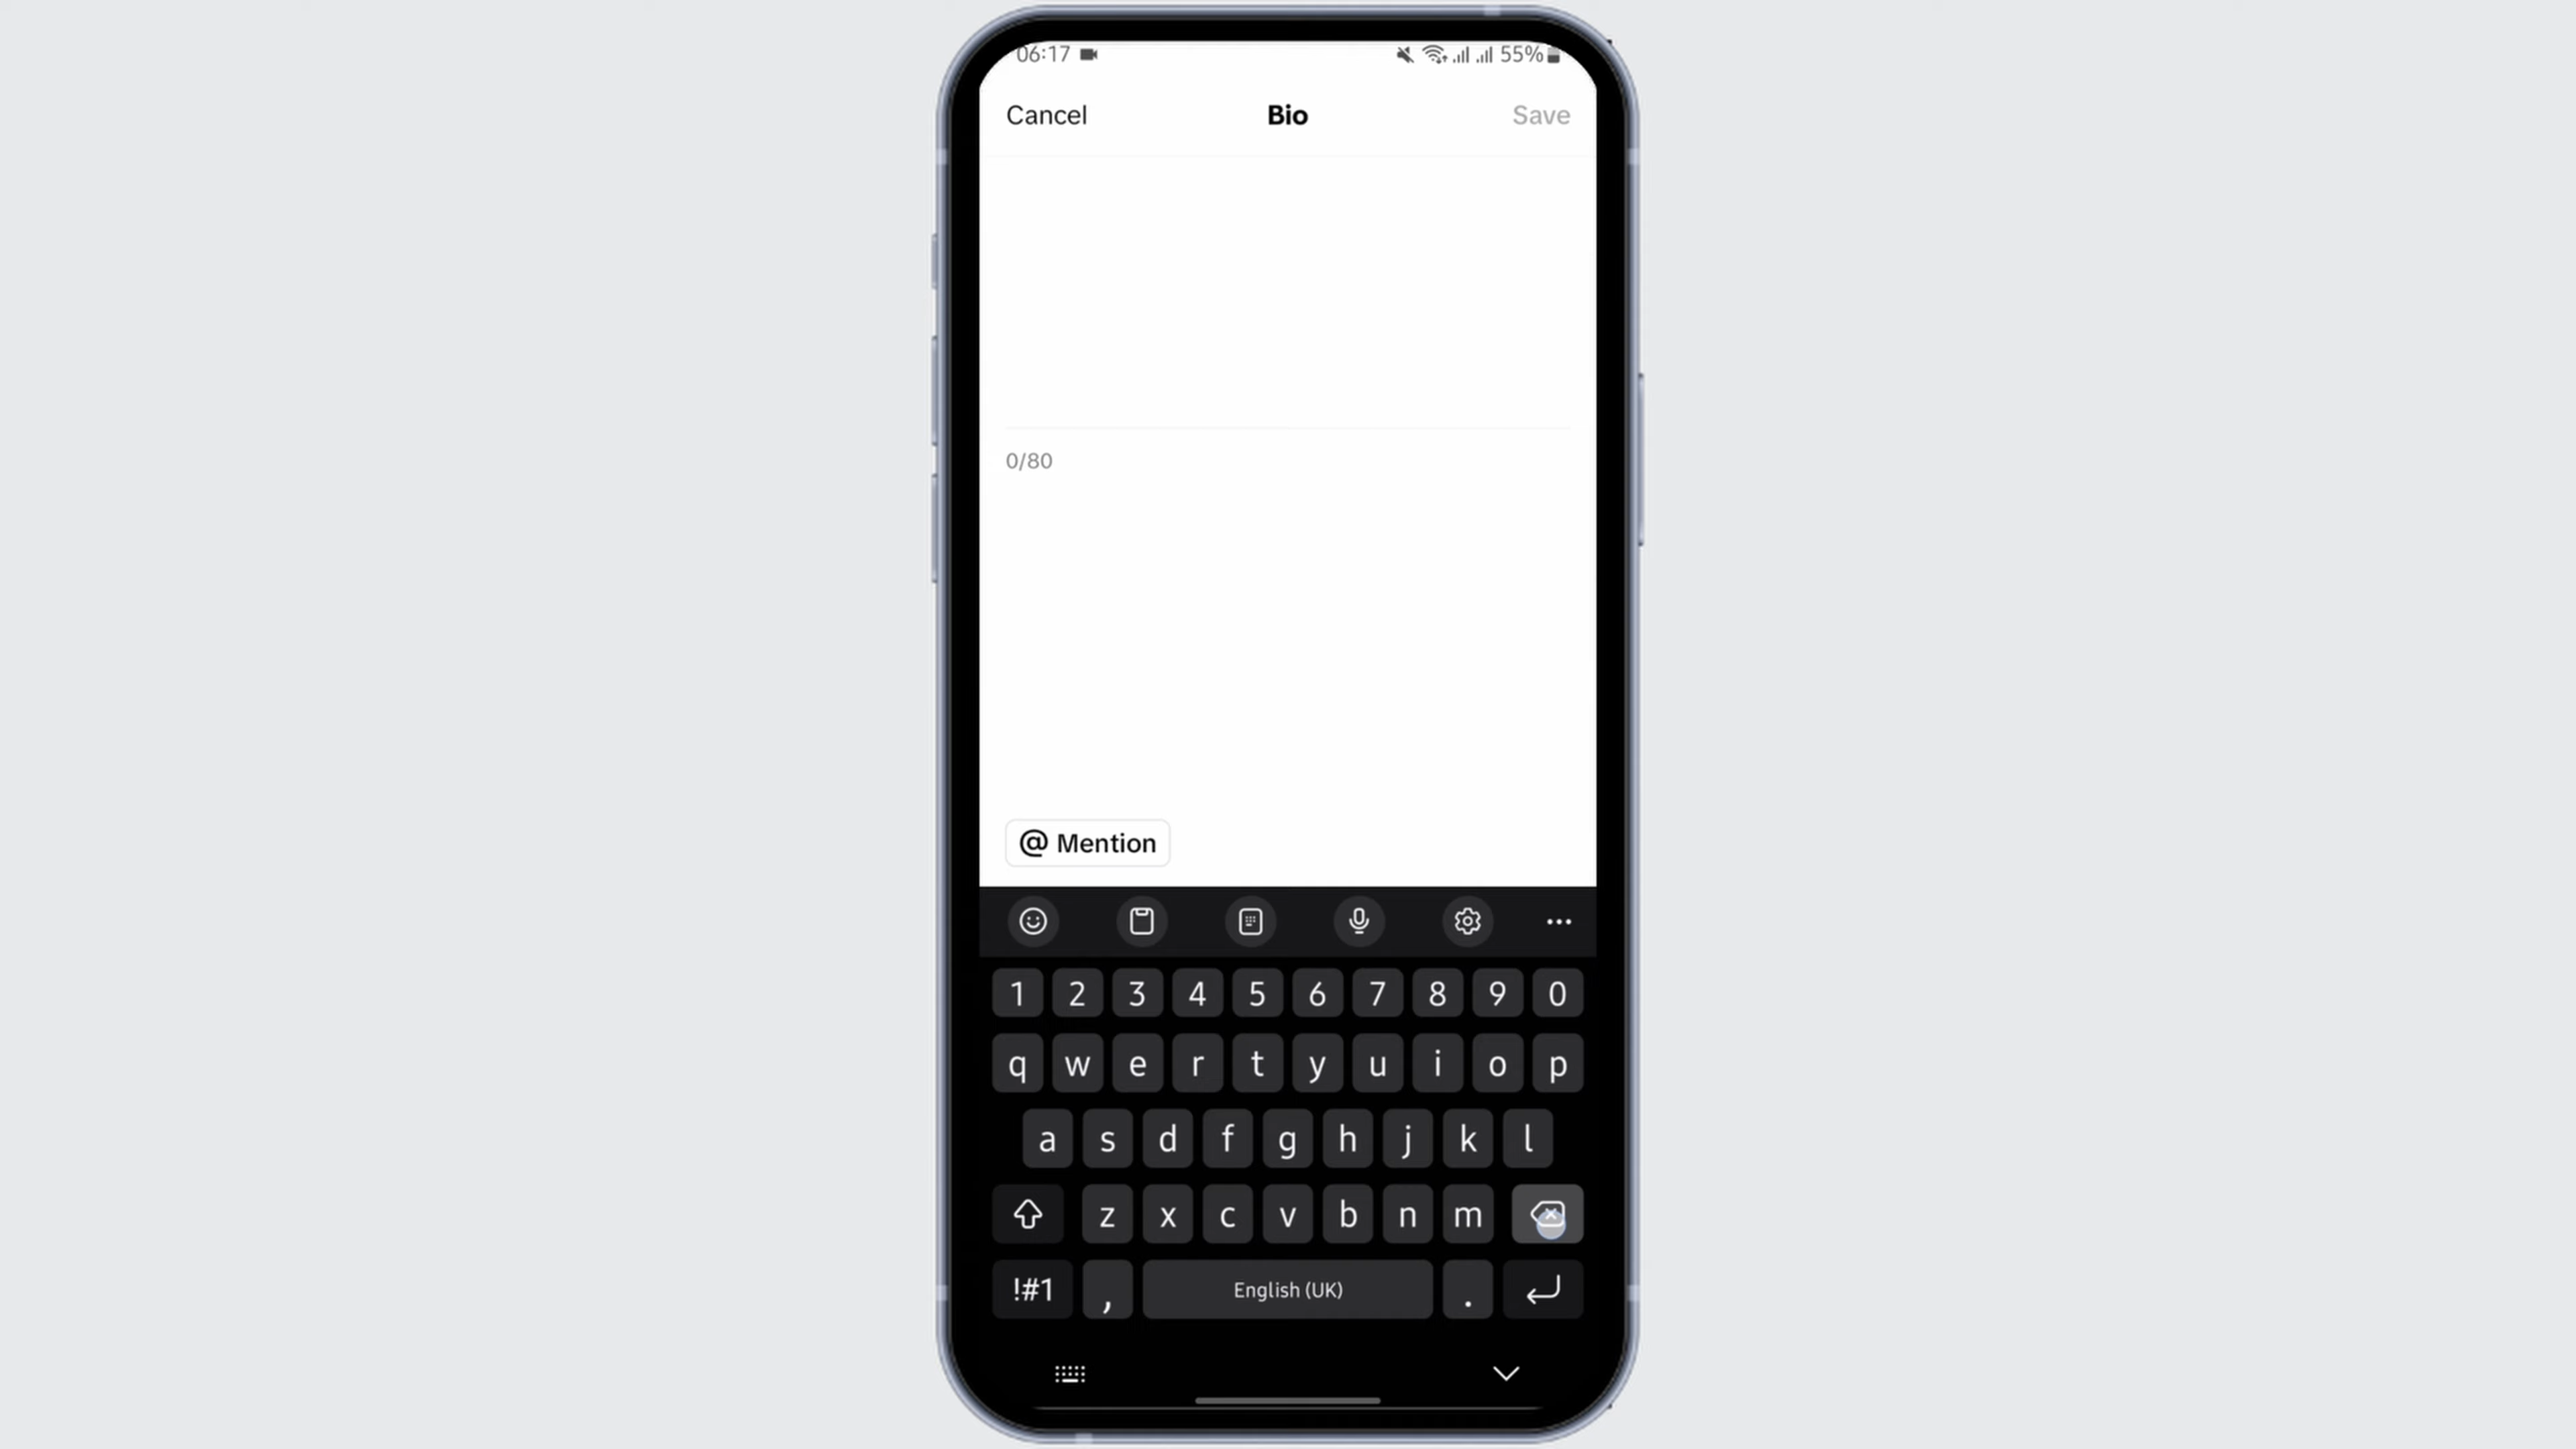 06:17 55%
Cancel Bio Save
0/80
@ Mention
1 2 3 4 5 6 7 8 9 0
q w e r t y u i o p
a s d f g h j k l
z x c v b n m
!#1 , English (UK) .